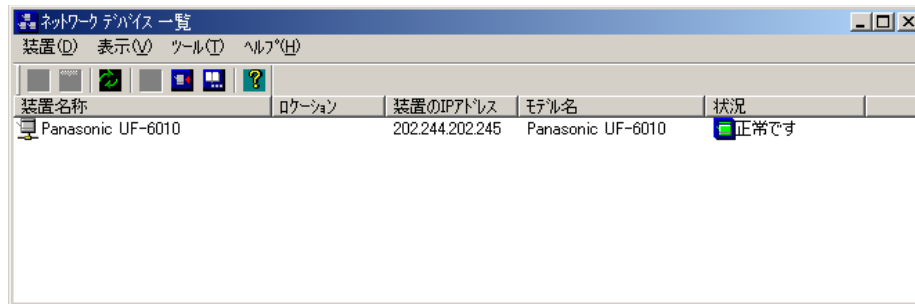 ネットワーク デバイス 一覧
装置(D) 表示(V) ツール(T) ヘルプ(H)
装置名称 ロケーション 装置のIPアドレス モデル名 状況
Panasonic UF-6010 202.244.202.245 Panasonic UF-6010 正常です